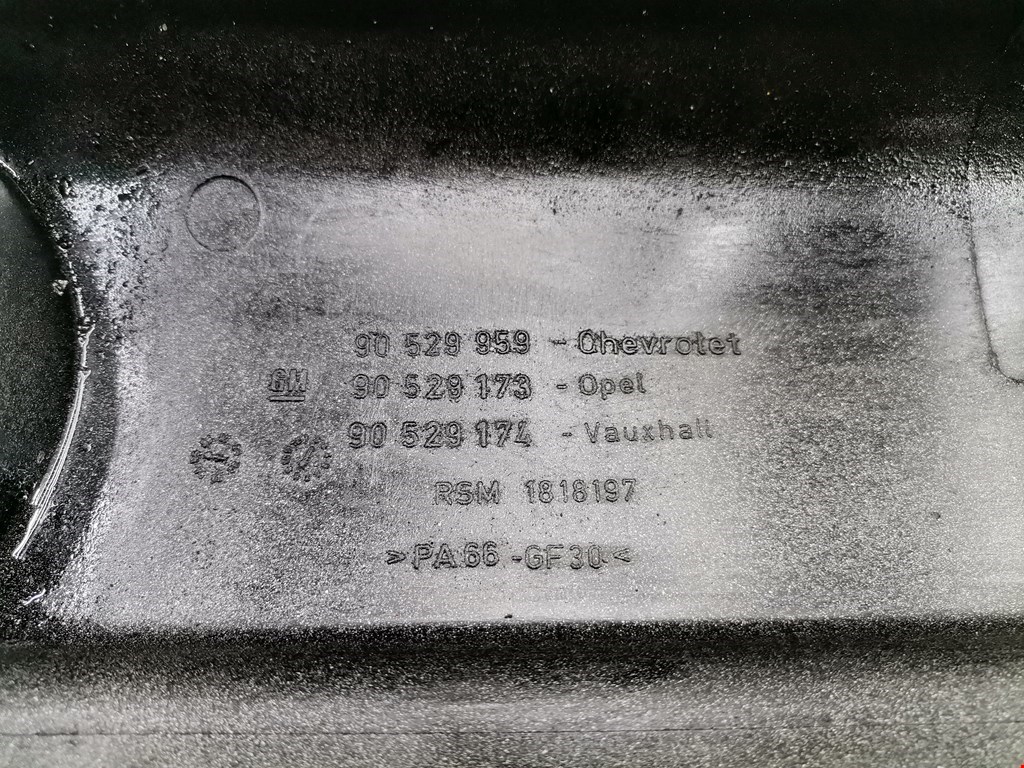 90 529 959 - Chevrolet
GM 90 529 173 - Opel
90 529 174 - Vauxhall
RSM 1818197
>PA66-GF30<